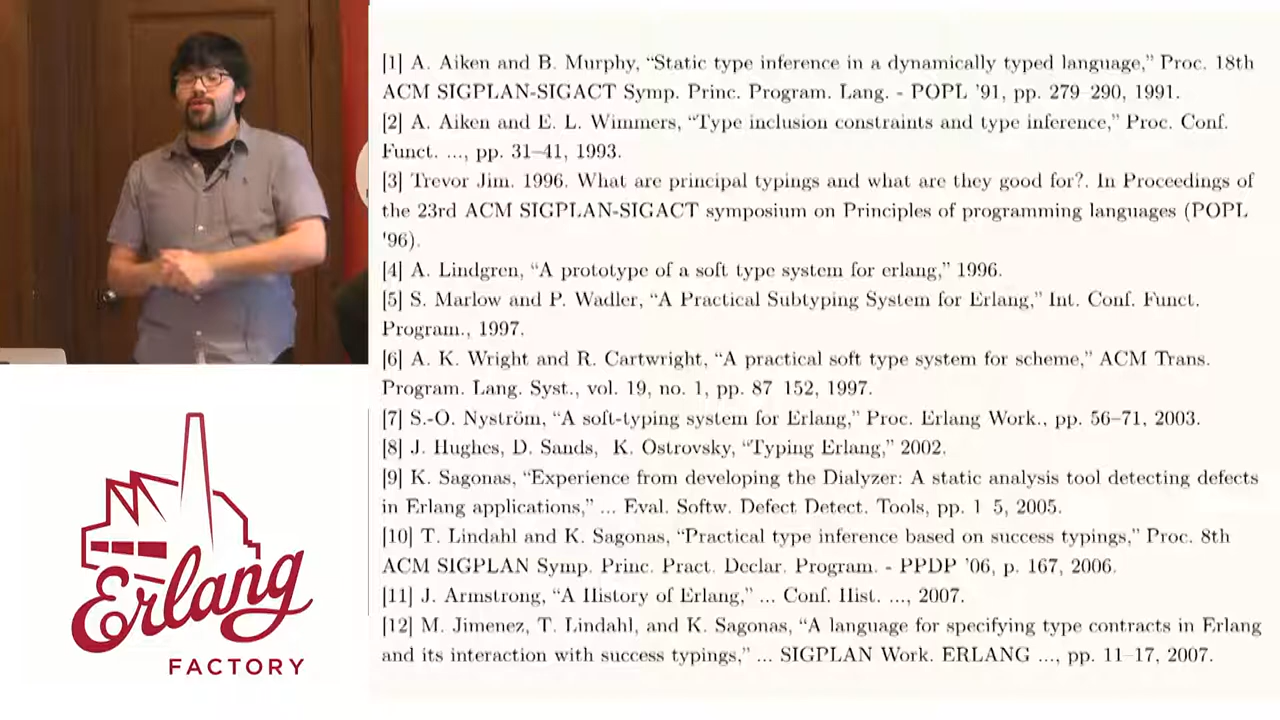 [1] A. Aiken and B. Murphy, “Static type inference in a dynamically typed language,” Proc. 18th
ACM SIGPLAN-SIGACT Symp. Princ. Program. Lang. - POPL ’91, pp. 279–290, 1991.
[2] A. Aiken and E. L. Wimmers, “Type inclusion constraints and type inference,” Proc. Conf.
Funct. ..., pp. 31–41, 1993.
[3] Trevor Jim. 1996. What are principal typings and what are they good for?. In Proceedings of
the 23rd ACM SIGPLAN-SIGACT symposium on Principles of programming languages (POPL
'96).
[4] A. Lindgren, “A prototype of a soft type system for erlang,” 1996.
[5] S. Marlow and P. Wadler, “A Practical Subtyping System for Erlang,” Int. Conf. Funct.
Program., 1997.
[6] A. K. Wright and R. Cartwright, “A practical soft type system for scheme,” ACM Trans.
Program. Lang. Syst., vol. 19, no. 1, pp. 87–152, 1997.
[7] S.-O. Nyström, “A soft-typing system for Erlang,” Proc. Erlang Work., pp. 56–71, 2003.
[8] J. Hughes, D. Sands, K. Ostrovsky, “Typing Erlang,” 2002.
[9] K. Sagonas, “Experience from developing the Dialyzer: A static analysis tool detecting defects
in Erlang applications,” ... Eval. Softw. Defect Detect. Tools, pp. 1–5, 2005.
[10] T. Lindahl and K. Sagonas, “Practical type inference based on success typings,” Proc. 8th
ACM SIGPLAN Symp. Princ. Pract. Declar. Program. - PPDP ’06, p. 167, 2006.
[11] J. Armstrong, “A History of Erlang,” ... Conf. Hist. ..., 2007.
[12] M. Jimenez, T. Lindahl, and K. Sagonas, “A language for specifying type contracts in Erlang
and its interaction with success typings,” ... SIGPLAN Work. ERLANG ..., pp. 11–17, 2007.
Erlang
FACTORY